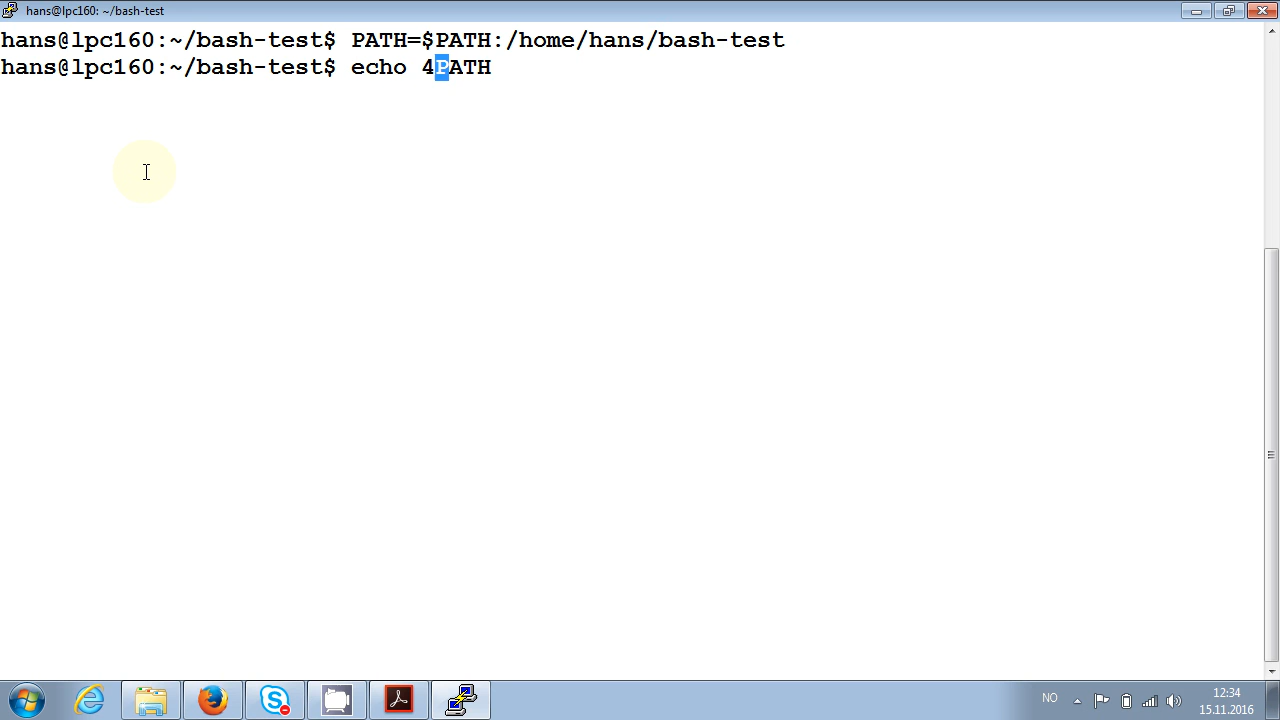 hans@lpc160: ~/bash-test
hans@lpc160:~/bash-test$ PATH=$PATH:/home/hans/bash-test
hans@lpc160:~/bash-test$ echo 4PATH
NO
12:34
15.11.2016